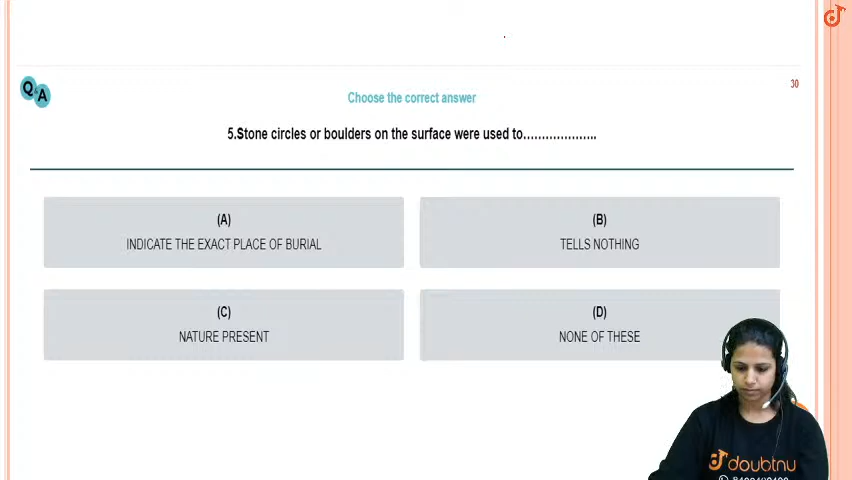 Q&A
30
Choose the correct answer
5.Stone circles or boulders on the surface were used to....................
(A)
INDICATE THE EXACT PLACE OF BURIAL
(B)
TELLS NOTHING
(C)
NATURE PRESENT
(D)
NONE OF THESE
doubtnu